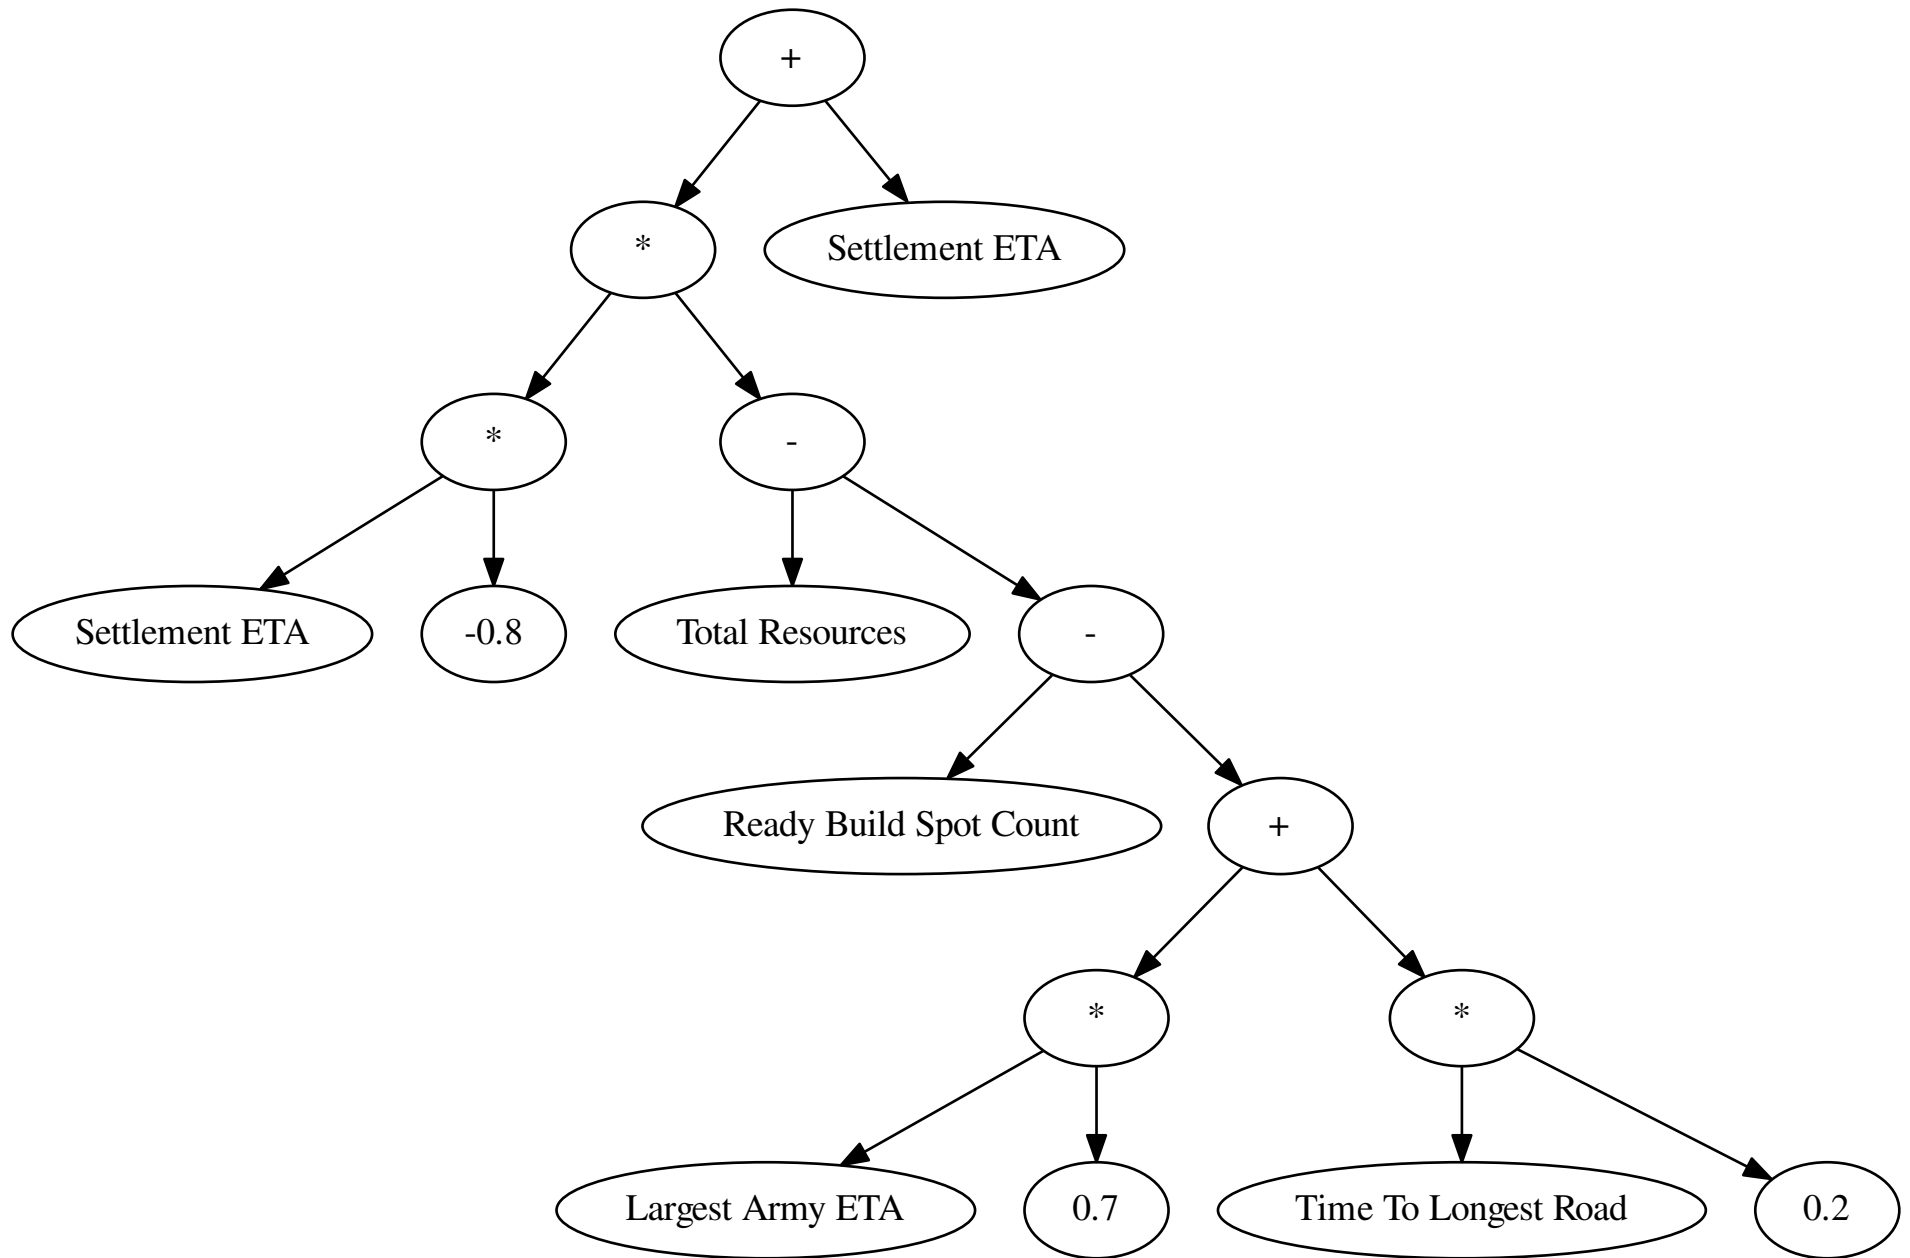 +
*
Settlement ETA
*
-
Settlement ETA
-0.8
Total Resources
-
Ready Build Spot Count
+
*
*
Largest Army ETA
0.7
Time To Longest Road
0.2